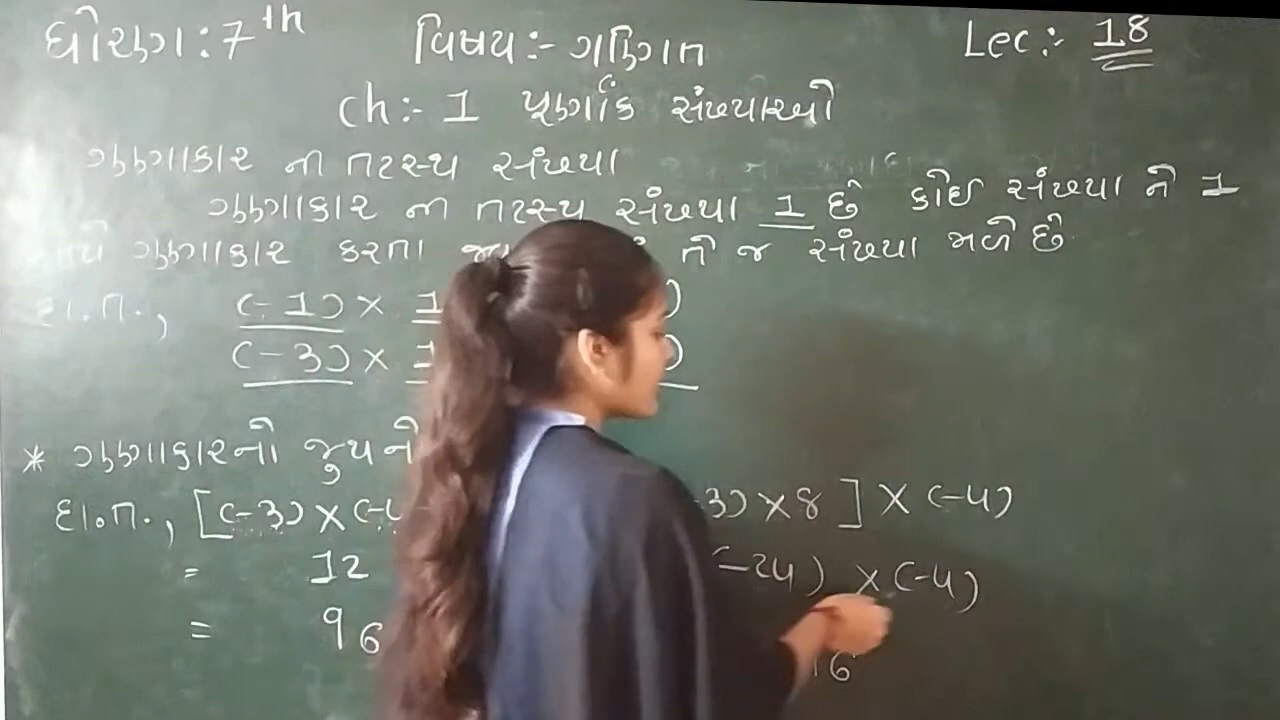 ધોરણ : 7th વિષય :- ગણિત Lec :- 18
ch :- 1 પૂર્ણાંક સંખ્યાઓ
ગુણાકાર ના તટસ્થ સંખ્યા
ગુણાકાર ના તટસ્થ સંખ્યા 1 છે કોઈ સંખ્યા ને 1
ગુણાકાર કરતા તે જ સંખ્યા મળે છે.
દા.ત., (-1) × 1 )
(-3) × 1 )
* ગુણાકારનો જુથનો
દા.ત., [(-3) × (-4 -3) × 8 ] × (-4)
= 12 (-24) × (-4)
= 96 96